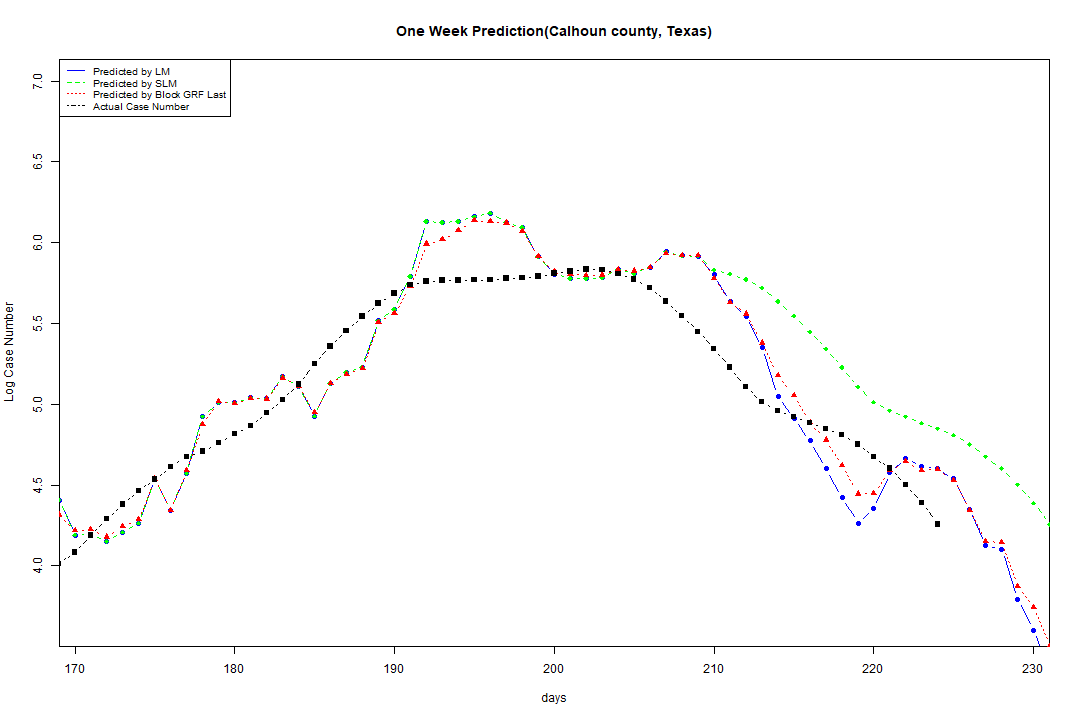 One Week Prediction(Calhoun county, Texas)
Predicted by LM
Predicted by SLM
Predicted by Block GRF Last
Actual Case Number
7.0
6.5
6.0
5.5
5.0
4.5
4.0
Log Case Number
170 180 190 200 210 220 230
days